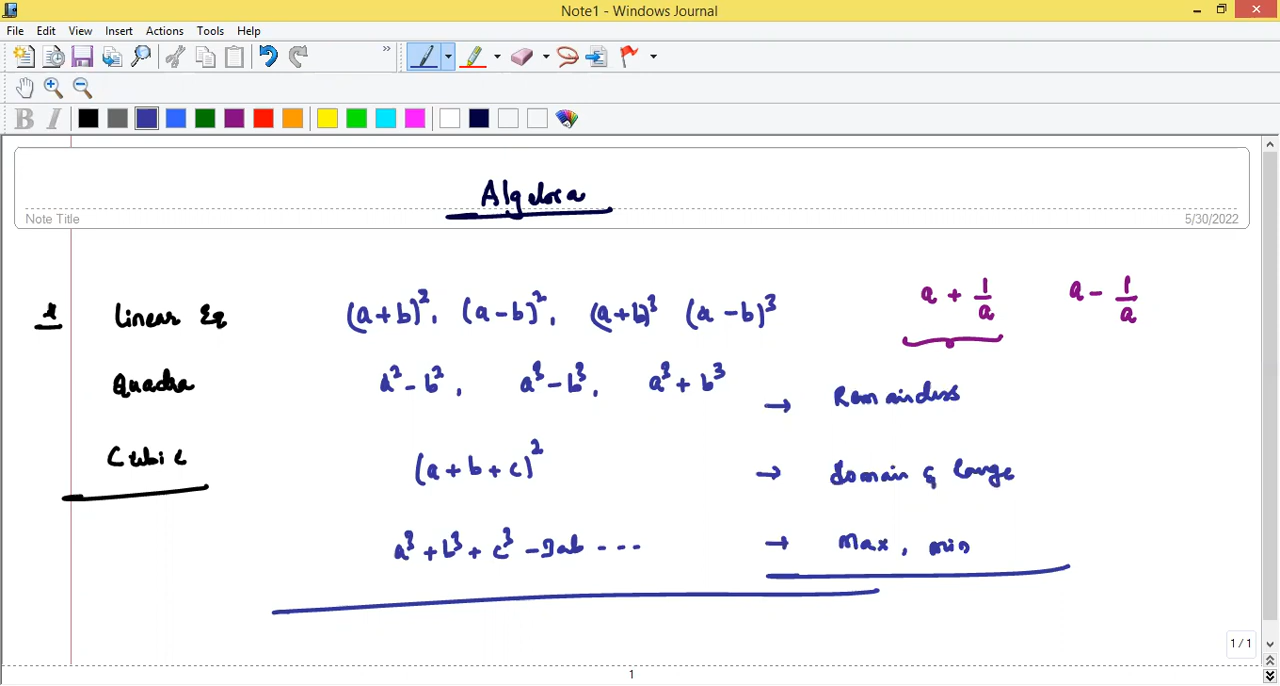 Note1 - Windows Journal
File Edit View Insert Actions Tools Help
B I
Algebra
Note Title
5/30/2022
Linear Eq (a+b)², (a-b)², (a+b)³ (a-b)³ a + 1/a a - 1/a
Quadra a² - b², a³ - b³, a³ + b³ → Remainders
Cubic (a+b+c)² → domain & Range
a³ + b³ + c³ - 3ab --- → Max, min
1 / 1
1